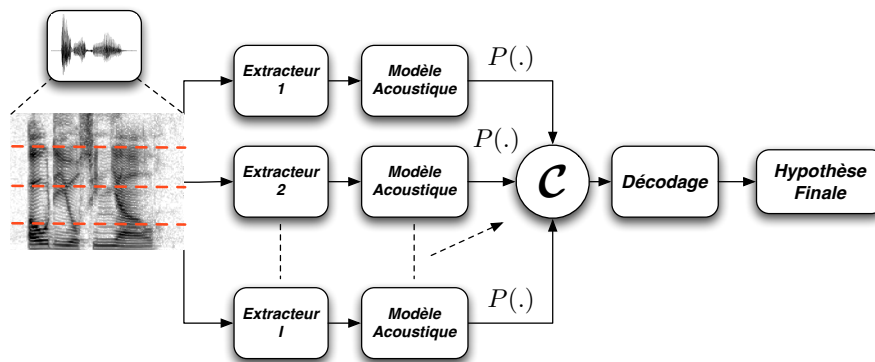 Extracteur
1
Modèle
Acoustique
P(.)
Extracteur
2
Modèle
Acoustique
P(.)
C
Décodage
Hypothèse
Finale
Extracteur
I
Modèle
Acoustique
P(.)